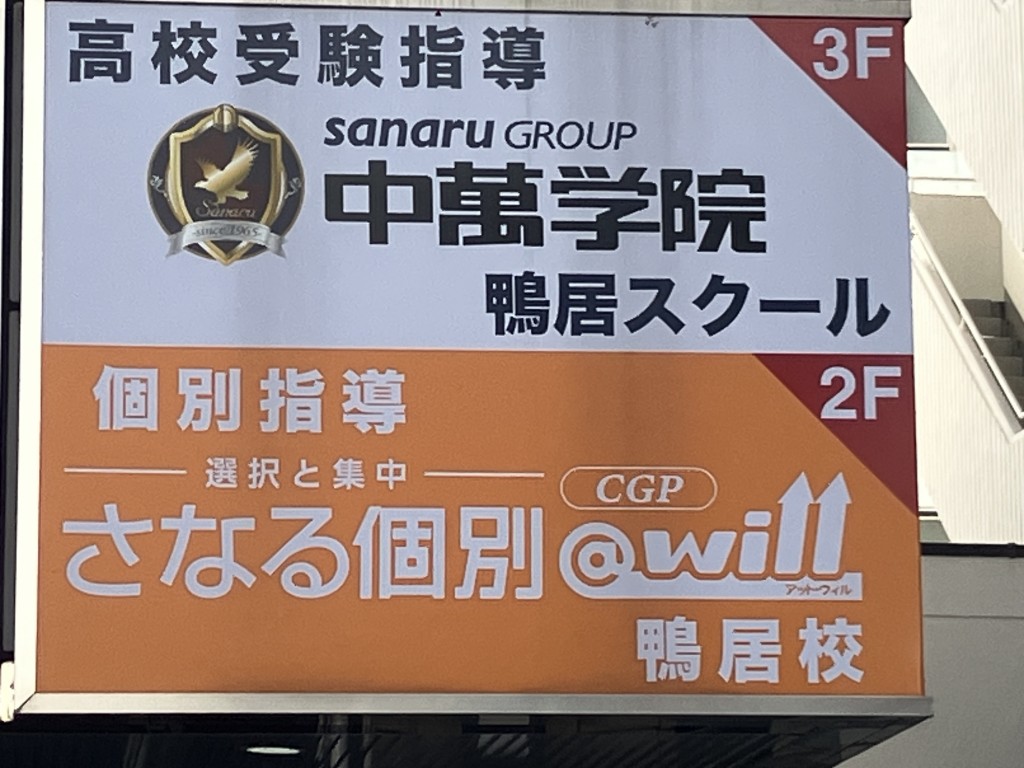 高校受験指導
3F
sanaru GROUP
Sanaru
-since 1965-
中萬学院
鴨居スクール
個別指導
2F
選択と集中
CGP
さなる個別@will
アットウィル
鴨居校